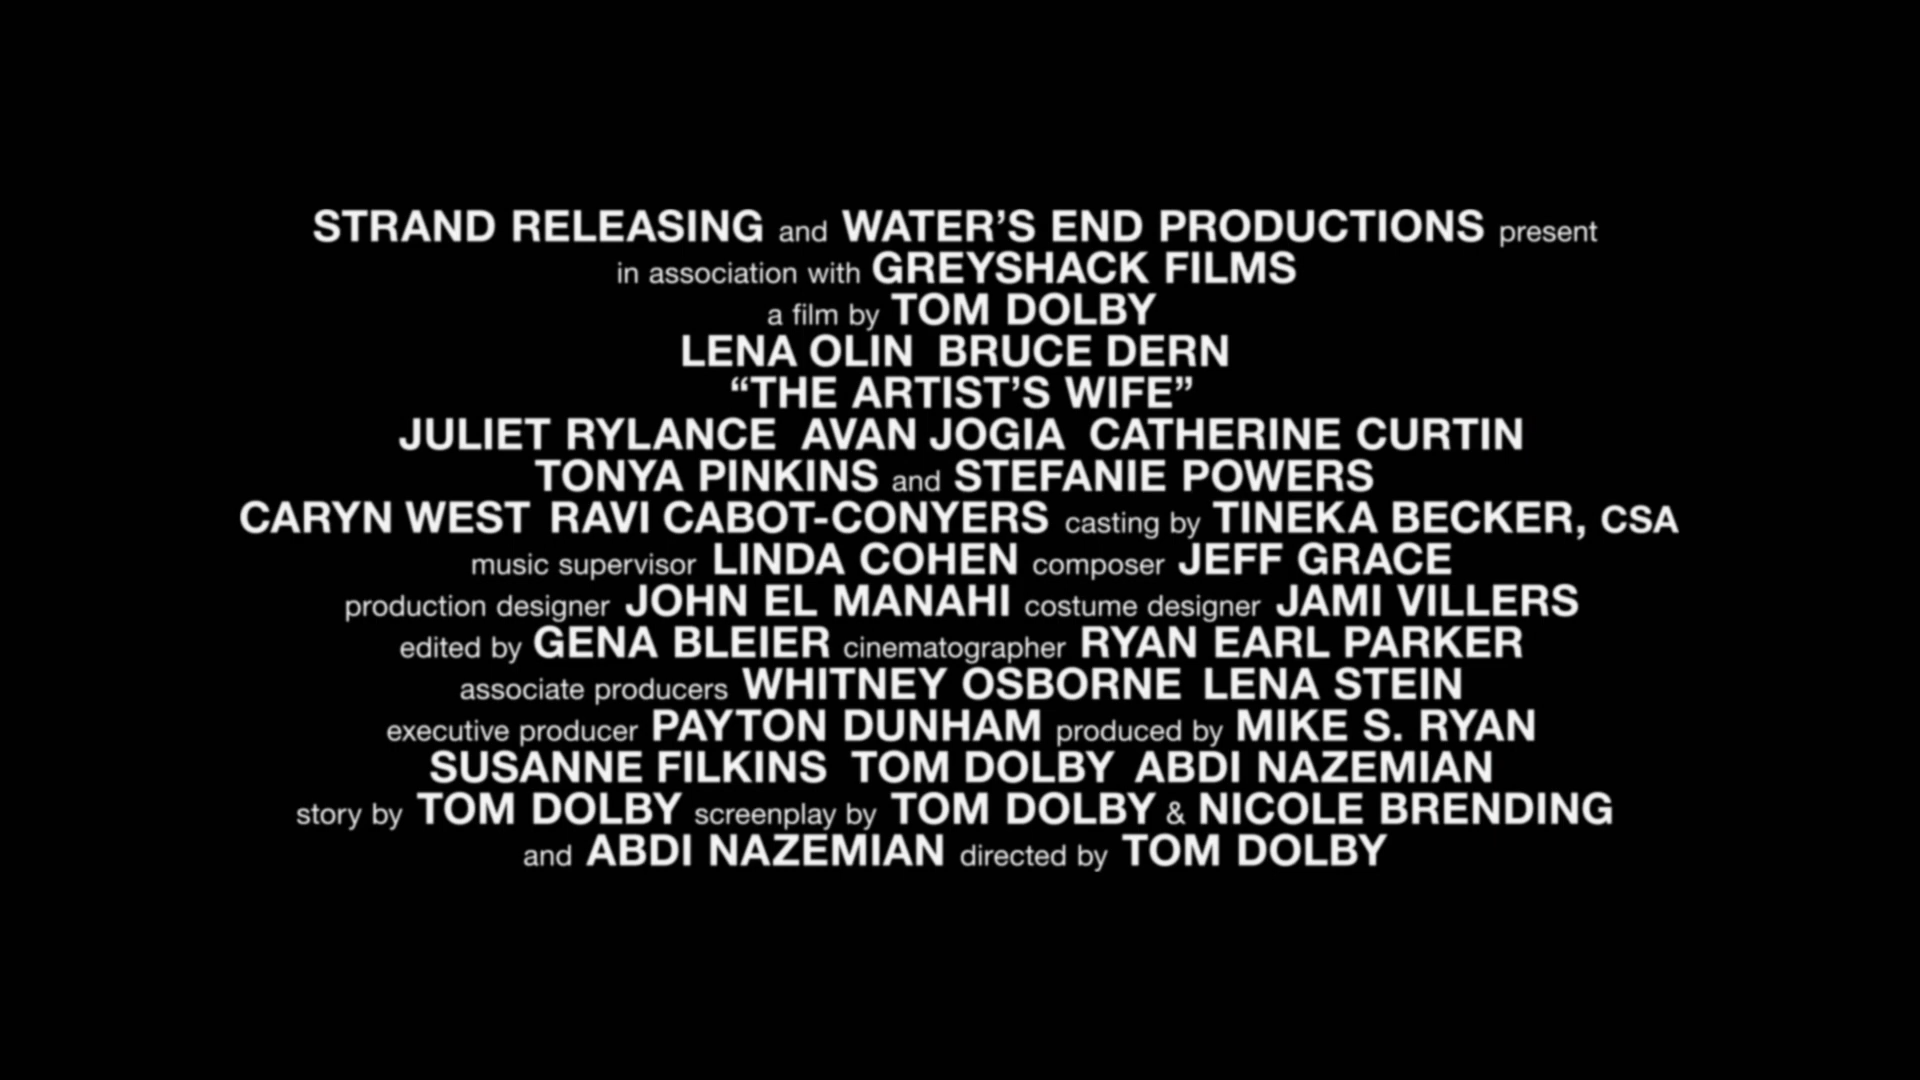 STRAND RELEASING and WATER’S END PRODUCTIONS present
in association with GREYSHACK FILMS
a film by TOM DOLBY
LENA OLIN BRUCE DERN
“THE ARTIST’S WIFE”
JULIET RYLANCE AVAN JOGIA CATHERINE CURTIN
TONYA PINKINS and STEFANIE POWERS
CARYN WEST RAVI CABOT-CONYERS casting by TINEKA BECKER, CSA
music supervisor LINDA COHEN composer JEFF GRACE
production designer JOHN EL MANAHI costume designer JAMI VILLERS
edited by GENA BLEIER cinematographer RYAN EARL PARKER
associate producers WHITNEY OSBORNE LENA STEIN
executive producer PAYTON DUNHAM produced by MIKE S. RYAN
SUSANNE FILKINS TOM DOLBY ABDI NAZEMIAN
story by TOM DOLBY screenplay by TOM DOLBY & NICOLE BRENDING
and ABDI NAZEMIAN directed by TOM DOLBY